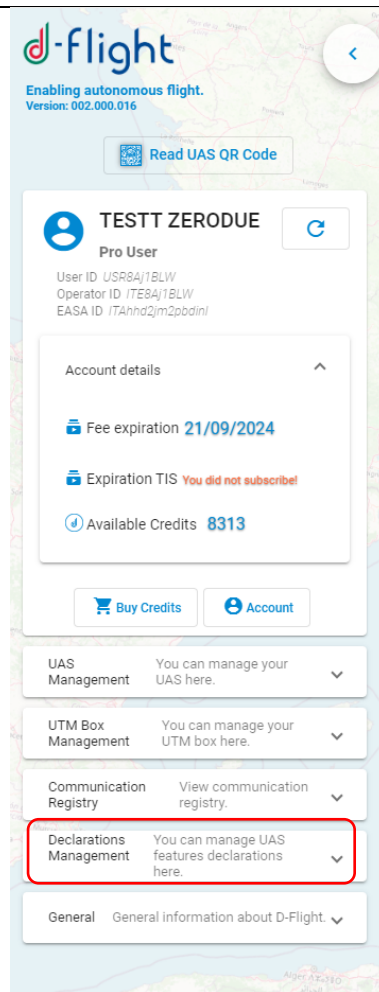 d-flight
Enabling autonomous flight.
Version: 002.000.016
Read UAS QR Code
TESTT ZERODUE
Pro User
User ID USR8Aj1BLW
Operator ID ITE8Aj1BLW
EASA ID ITAhhd2jm2pbdinl
Account details
Fee expiration 21/09/2024
Expiration TIS You did not subscribe!
Available Credits 8313
Buy Credits
Account
UAS Management
You can manage your UAS here.
UTM Box Management
You can manage your UTM box here.
Communication Registry
View communication registry.
Declarations Management
You can manage UAS features declarations here.
General General information about D-Flight.